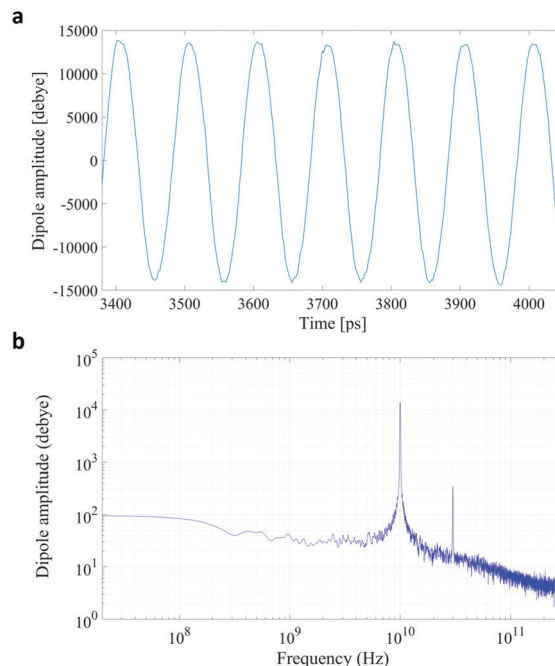 a
15000
10000
5000
0
-5000
-10000
-15000
Dipole amplitude [debye]
3400 3500 3600 3700 3800 3900 4000
Time [ps]
b
10^5
10^4
10^3
10^2
10^1
10^0
Dipole amplitude (debye)
10^8 10^9 10^10 10^11
Frequency (Hz)